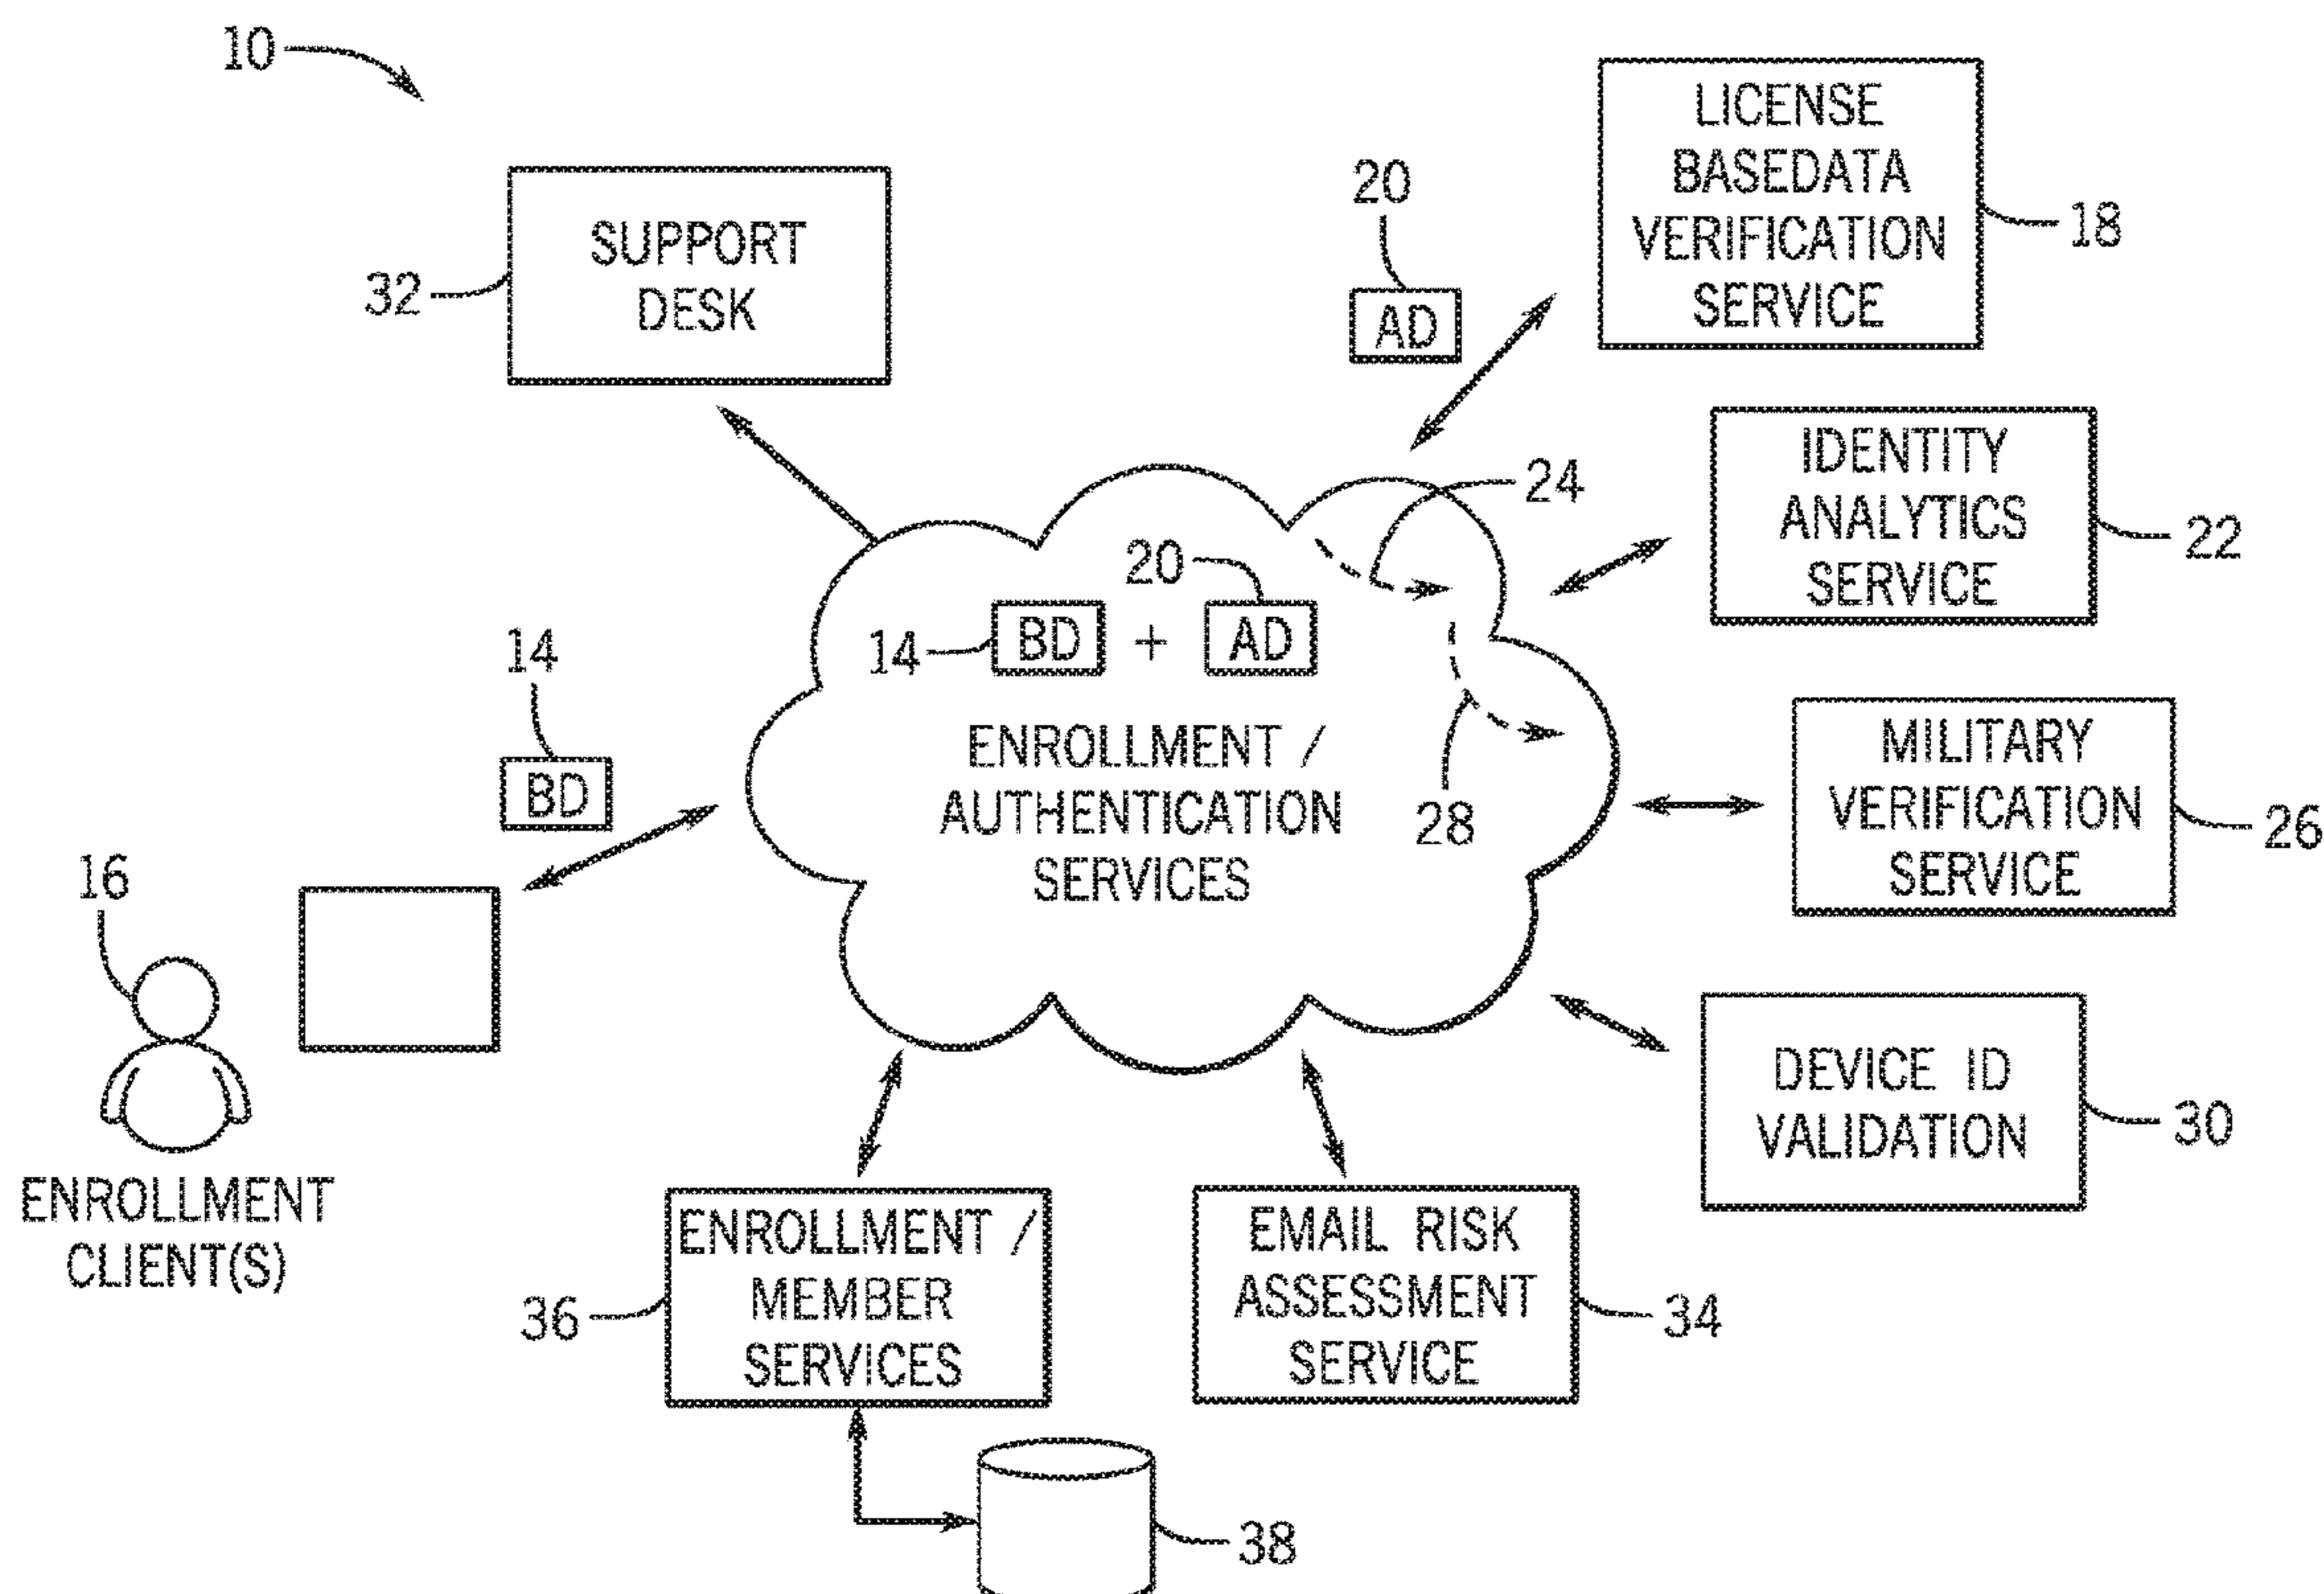 10
SUPPORT
DESK
32
20
AD
LICENSE
BASEDATA
VERIFICATION
SERVICE
18
24
IDENTITY
ANALYTICS
SERVICE
22
20
14 BD + AD
ENROLLMENT /
AUTHENTICATION
SERVICES
28
14
BD
MILITARY
VERIFICATION
SERVICE
26
16
ENROLLMENT
CLIENT(S)
DEVICE ID
VALIDATION
30
ENROLLMENT /
MEMBER
SERVICES
36
EMAIL RISK
ASSESSMENT
SERVICE
34
38